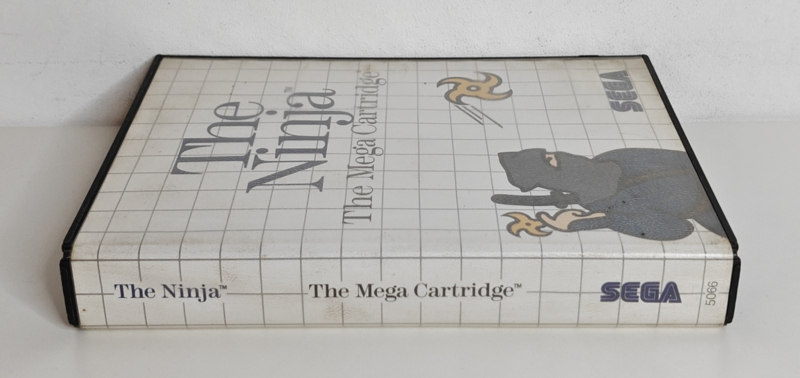 The
Ninja™
The Mega Cartridge™
SEGA
The Ninja™
The Mega Cartridge™
SEGA
5066